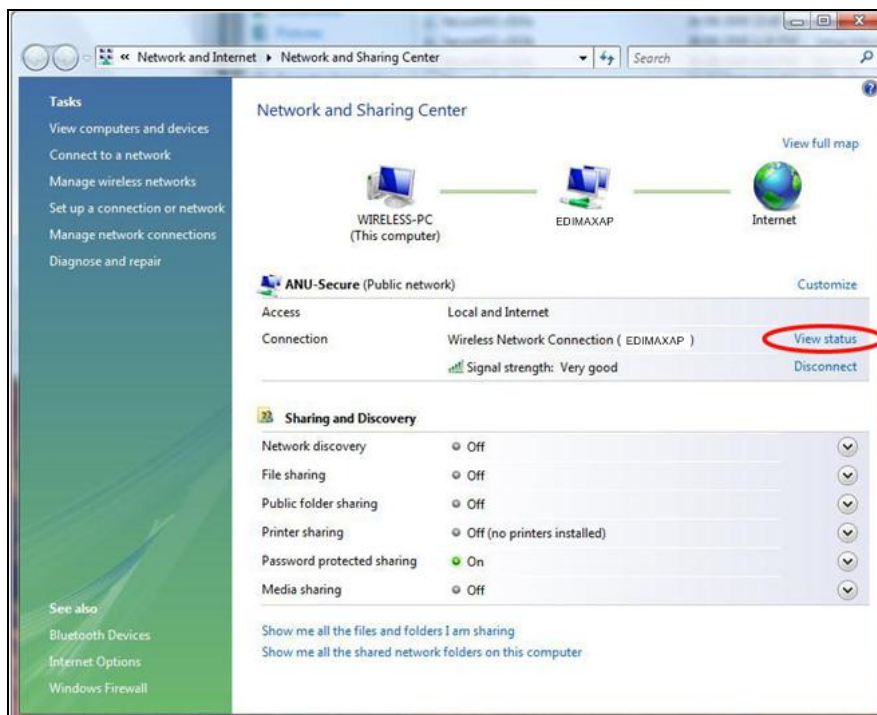 « Network and Internet ▸ Network and Sharing Center
Search
Tasks
View computers and devices
Connect to a network
Manage wireless networks
Set up a connection or network
Manage network connections
Diagnose and repair
See also
Bluetooth Devices
Internet Options
Windows Firewall
Network and Sharing Center
View full map
WIRELESS-PC
(This computer)
EDIMAXAP
Internet
ANU-Secure (Public network) Customize
Access Local and Internet
Connection Wireless Network Connection ( EDIMAXAP ) View status
Signal strength: Very good Disconnect
Sharing and Discovery
Network discovery Off
File sharing Off
Public folder sharing Off
Printer sharing Off (no printers installed)
Password protected sharing On
Media sharing Off
Show me all the files and folders I am sharing
Show me all the shared network folders on this computer